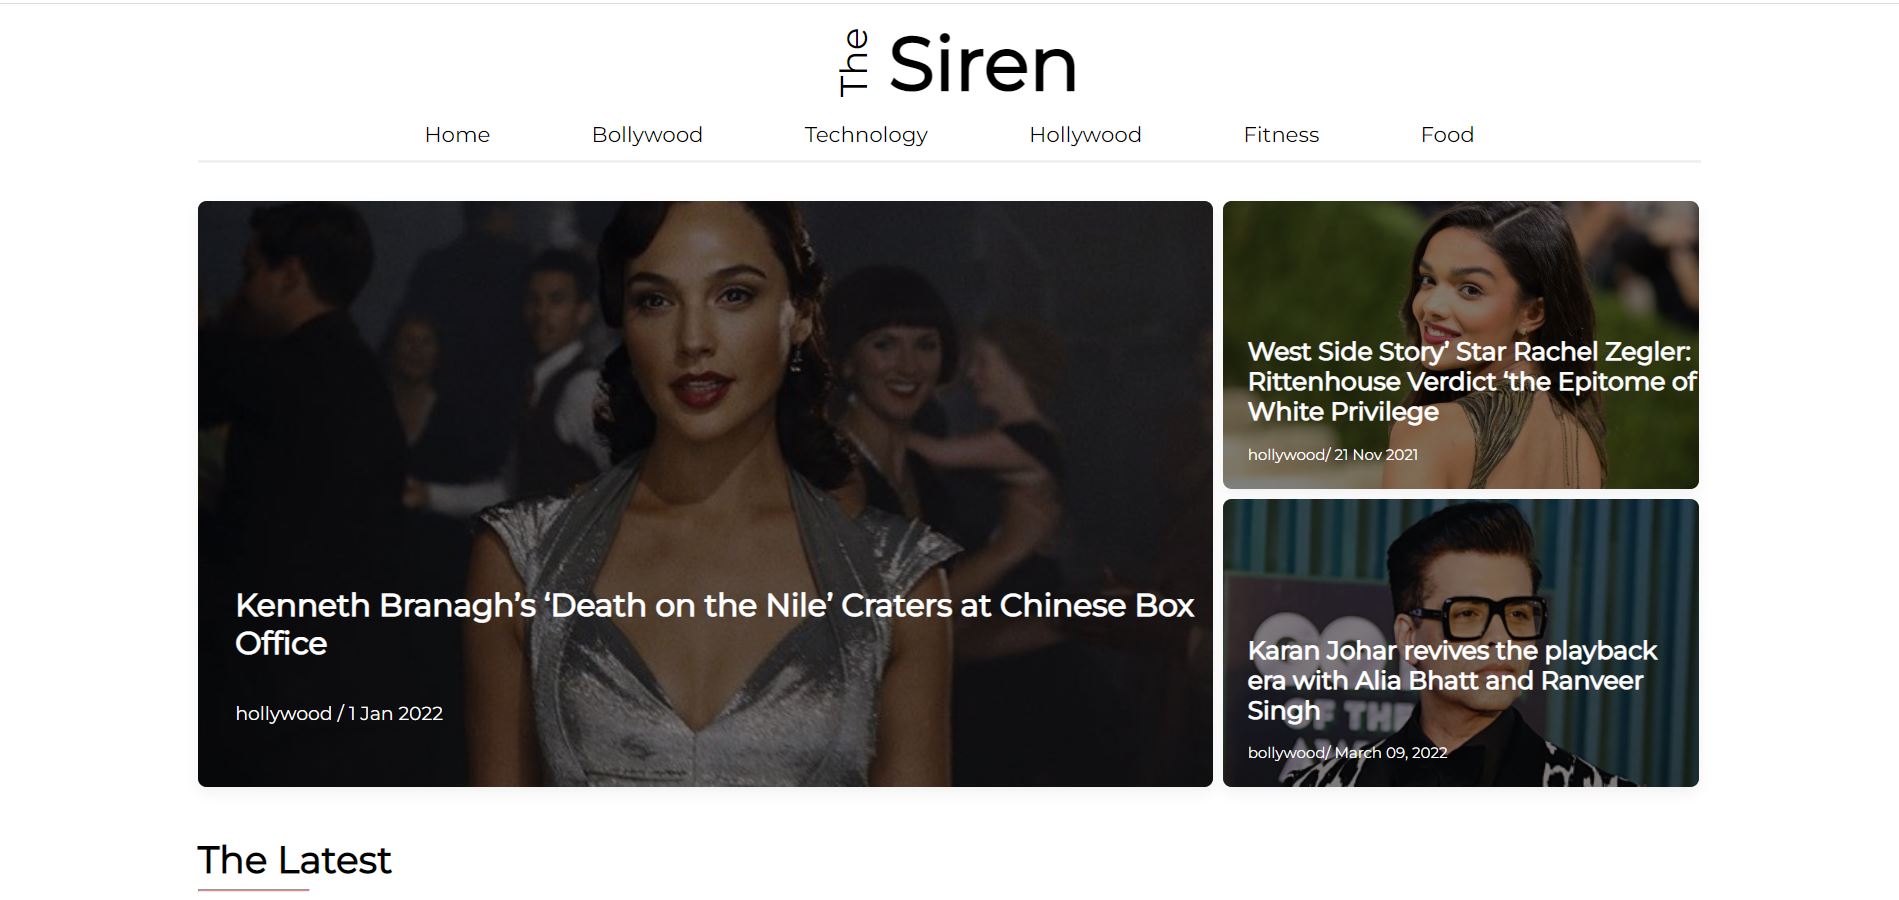 The Siren
Home Bollywood Technology Hollywood Fitness Food
Kenneth Branagh’s ‘Death on the Nile’ Craters at Chinese Box
Office
hollywood / 1 Jan 2022
West Side Story’ Star Rachel Zegler:
Rittenhouse Verdict ‘the Epitome of
White Privilege
hollywood/ 21 Nov 2021
Karan Johar revives the playback
era with Alia Bhatt and Ranveer
Singh
bollywood/ March 09, 2022
The Latest